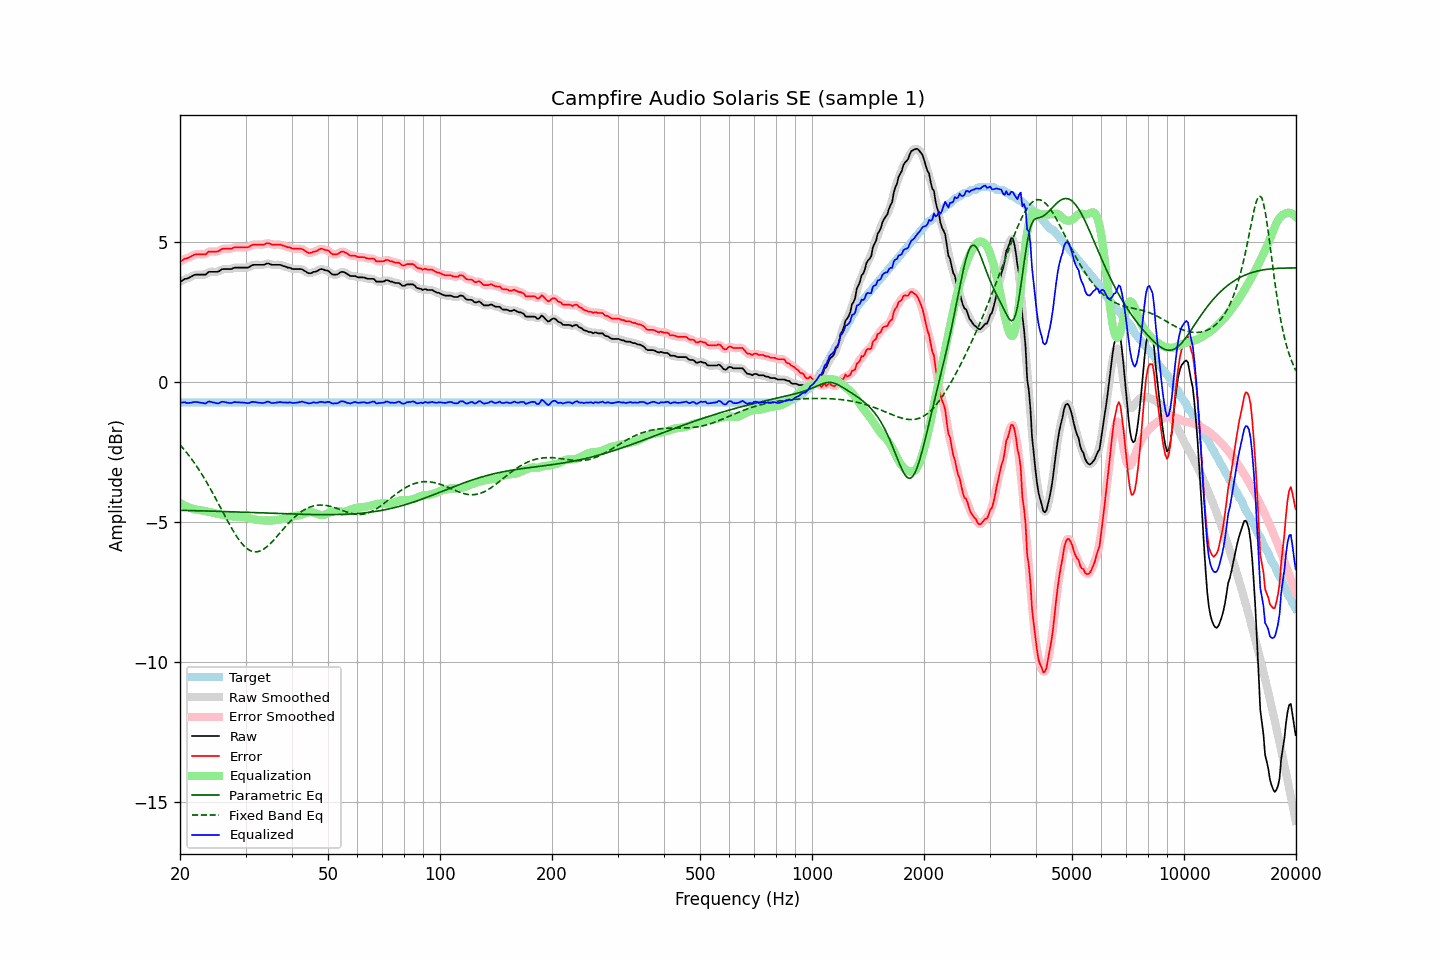 Campfire Audio Solaris SE (sample 1)
Amplitude (dBr)
5
0
−5
−10
−15
Target
Raw Smoothed
Error Smoothed
Raw
Error
Equalization
Parametric Eq
Fixed Band Eq
Equalized
20 50 100 200 500 1000 2000 5000 10000 20000
Frequency (Hz)